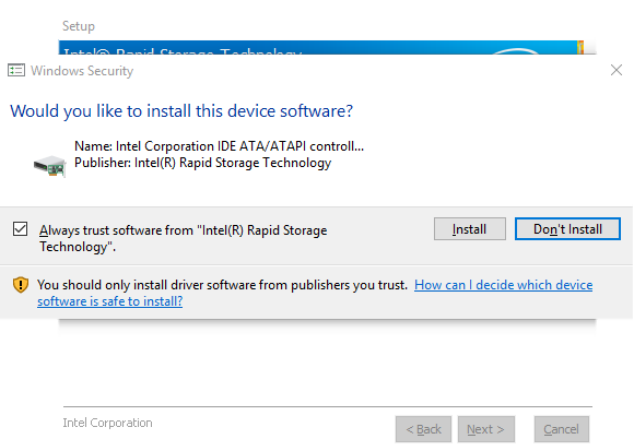 Setup
Intel® Rapid Storage Technology
Windows Security
Would you like to install this device software?
Name: Intel Corporation IDE ATA/ATAPI controll...
Publisher: Intel(R) Rapid Storage Technology
Always trust software from "Intel(R) Rapid Storage
Technology".
Install
Don't Install
You should only install driver software from publishers you trust. How can I decide which device
software is safe to install?
Intel Corporation
< Back
Next >
Cancel